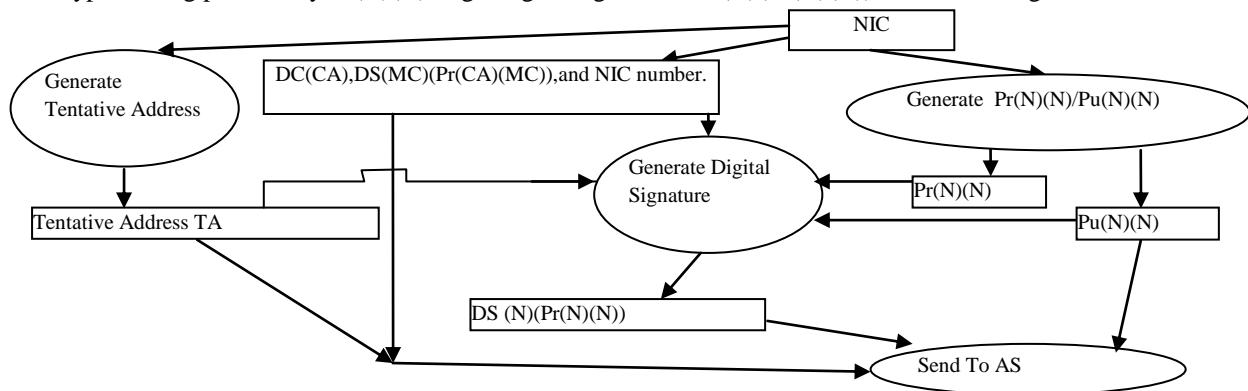 NIC
Generate
Tentative Address
DC(CA),DS(MC)(Pr(CA)(MC)),and NIC number.
Generate Pr(N)(N)/Pu(N)(N)
Generate Digital
Signature
Pr(N)(N)
Tentative Address TA
Pu(N)(N)
DS (N)(Pr(N)(N))
Send To AS